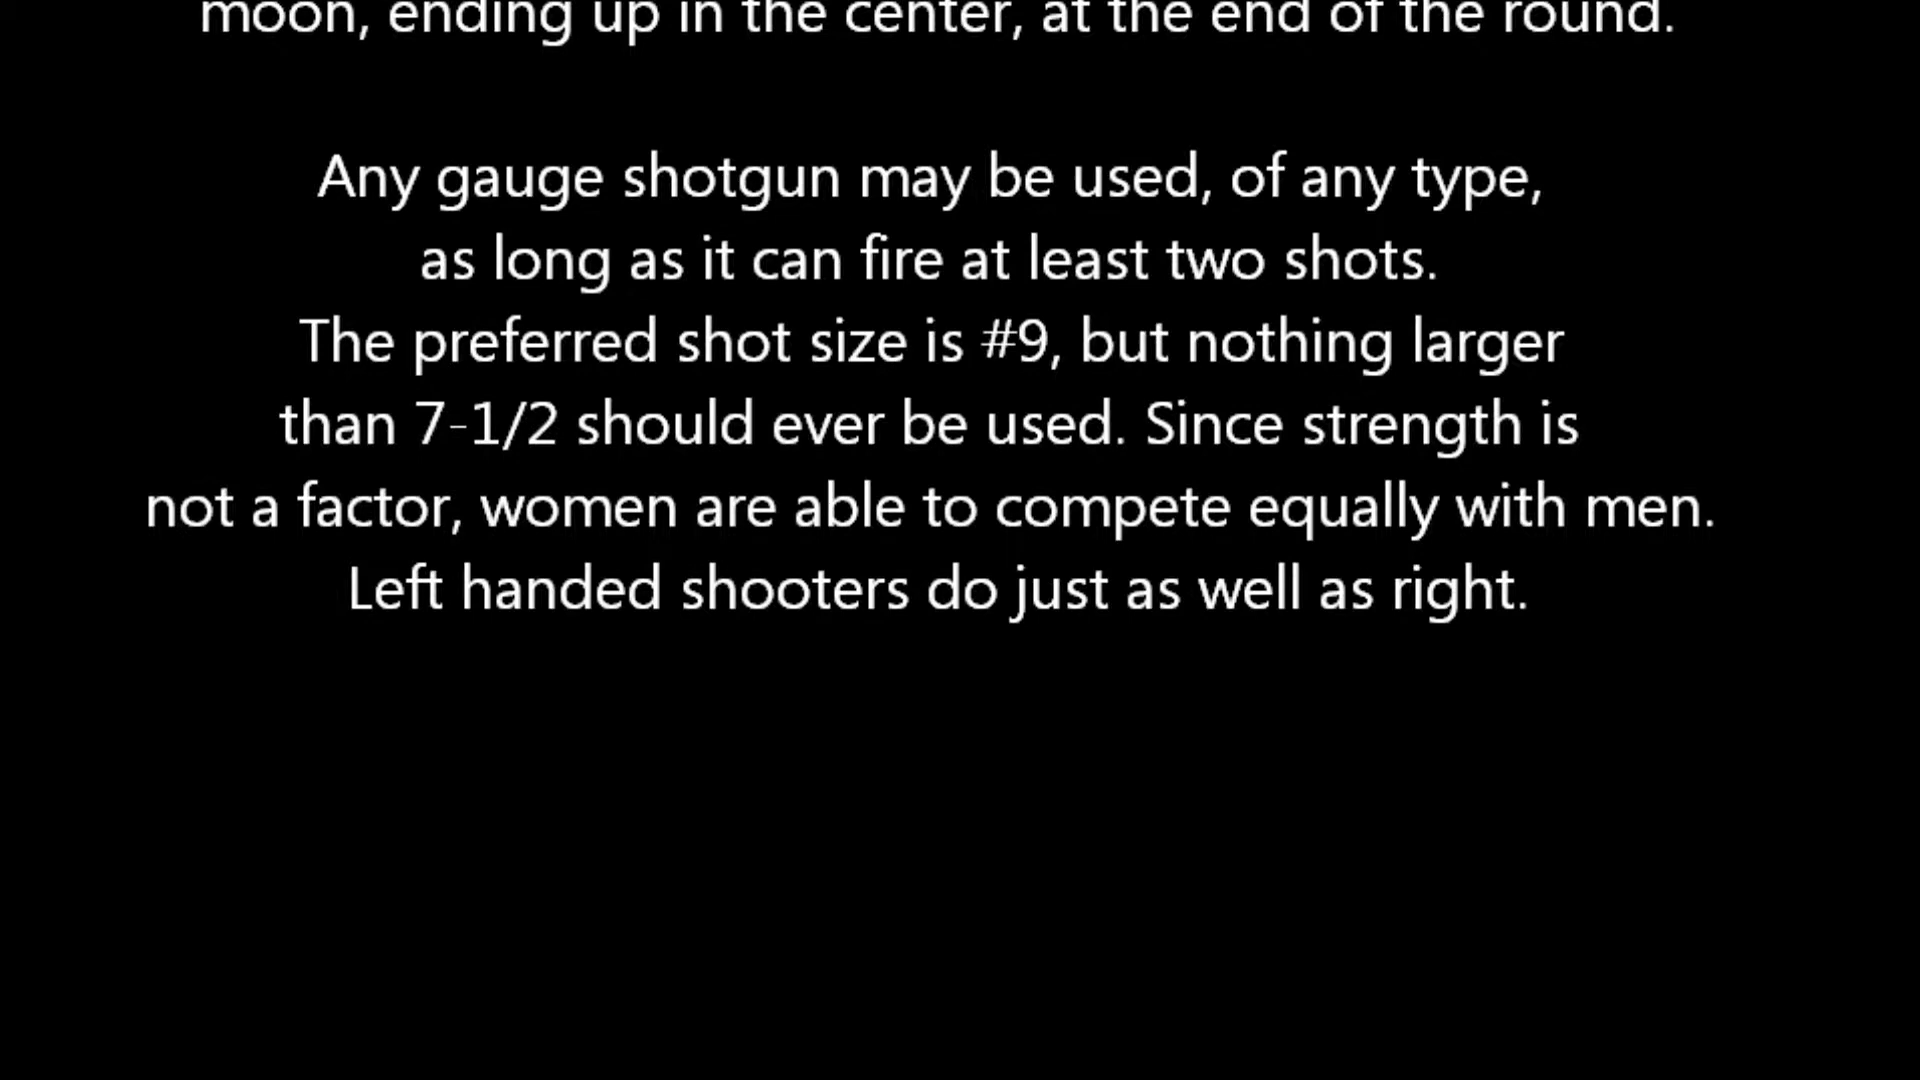 moon, ending up in the center, at the end of the round.
Any gauge shotgun may be used, of any type,
as long as it can fire at least two shots.
The preferred shot size is #9, but nothing larger
than 7-1/2 should ever be used. Since strength is
not a factor, women are able to compete equally with men.
Left handed shooters do just as well as right.